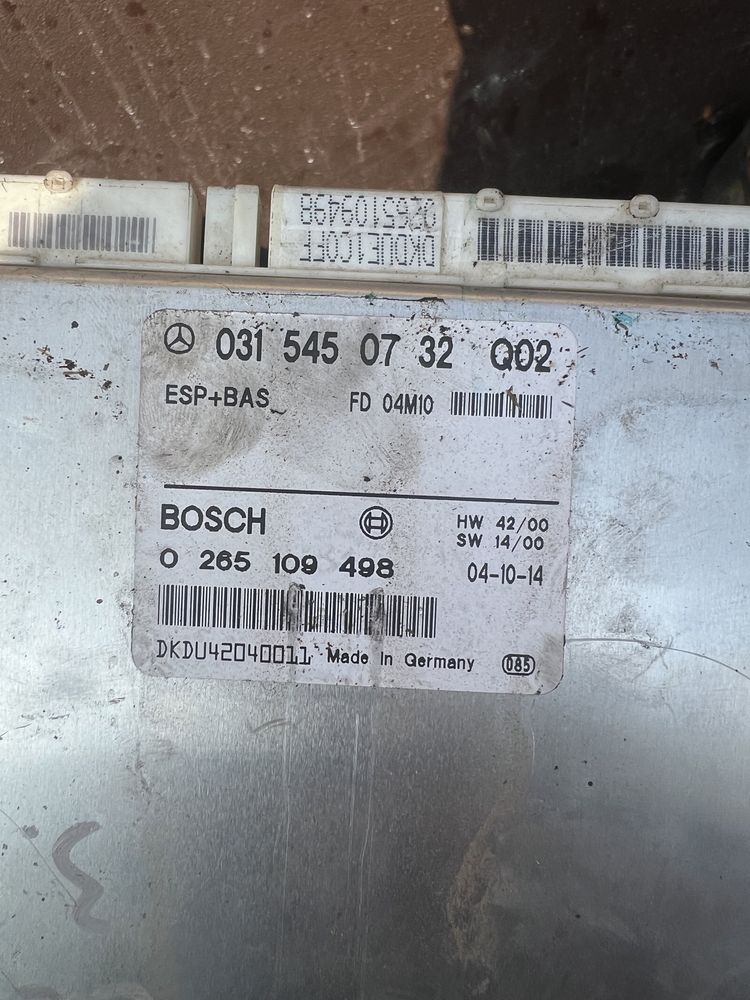 0265109498
DKDUE1C0FF
031 545 07 32 Q02
ESP+BAS FD 04M10
BOSCH HW 42/00
SW 14/00
0 265 109 498 04-10-14
DKDU42040011 Made in Germany 085